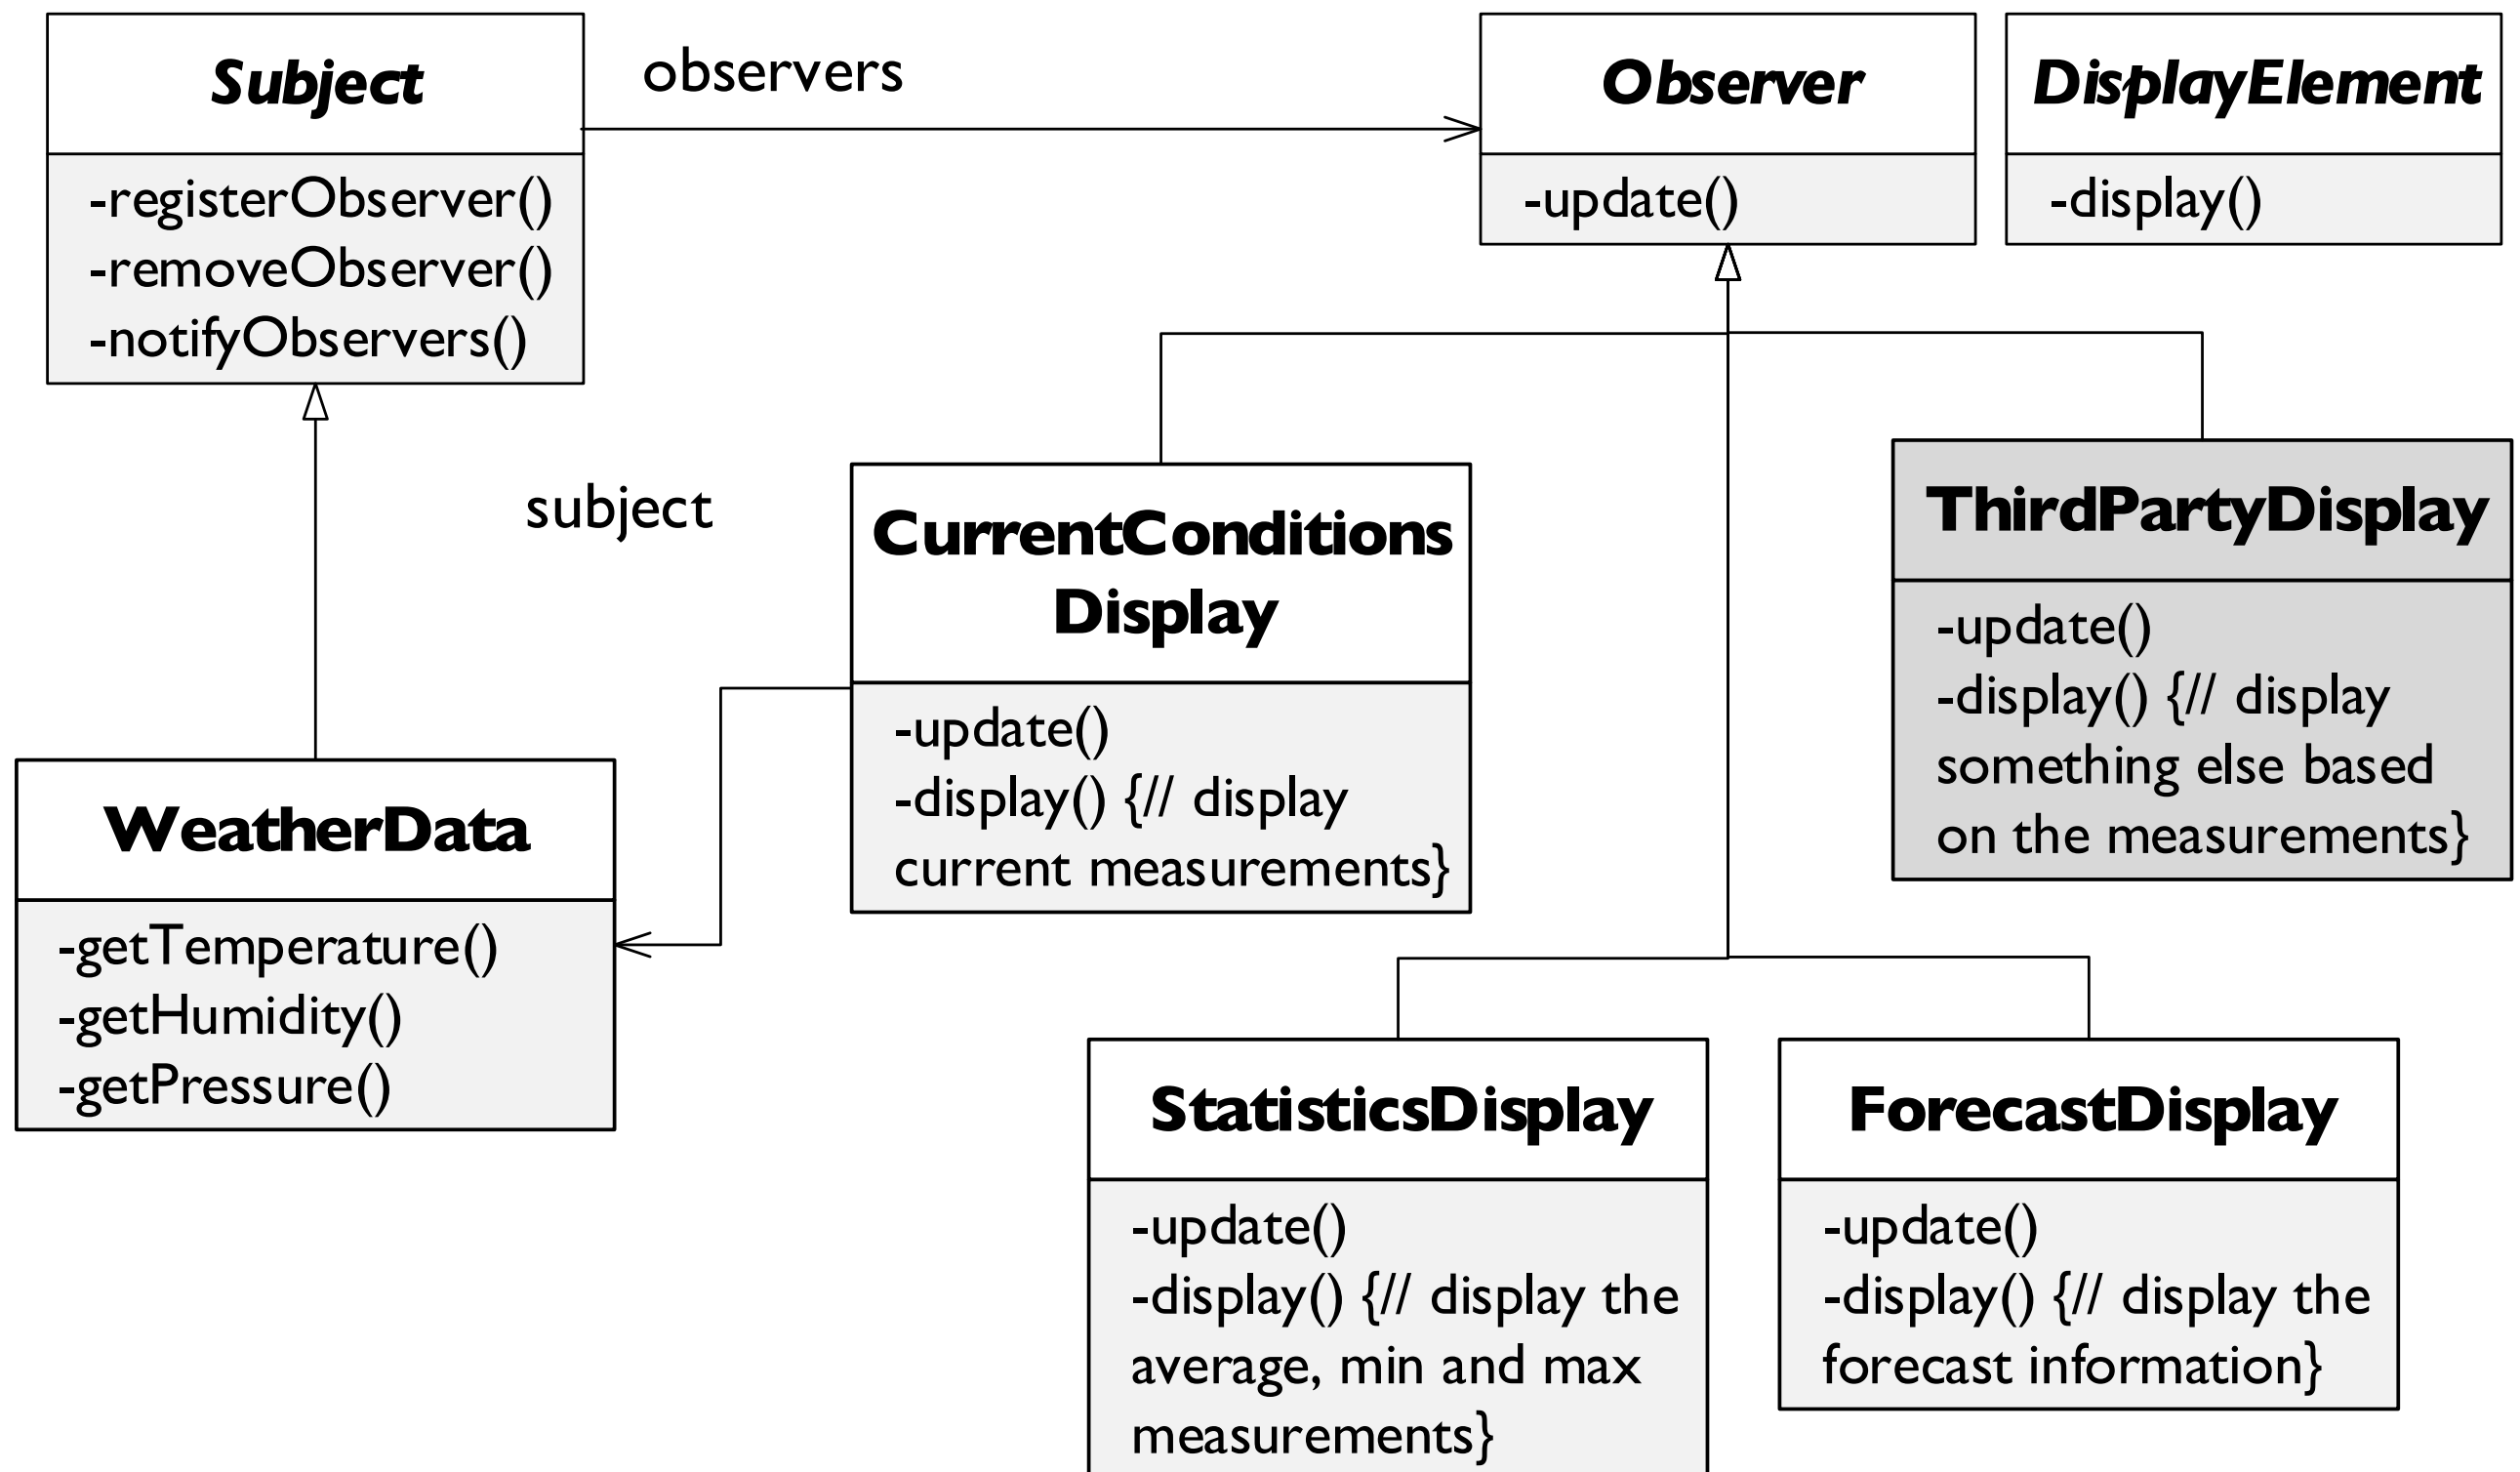 Subject
-registerObserver()
-removeObserver()
-notifyObservers()
observers
Observer
-update()
DisplayElement
-display()
subject
CurrentConditions
Display
-update()
-display() {// display
current measurements}
ThirdPartyDisplay
-update()
-display() {// display
something else based
on the measurements}
WeatherData
-getTemperature()
-getHumidity()
-getPressure()
StatisticsDisplay
-update()
-display() {// display the
average, min and max
measurements}
ForecastDisplay
-update()
-display() {// display the
forecast information}